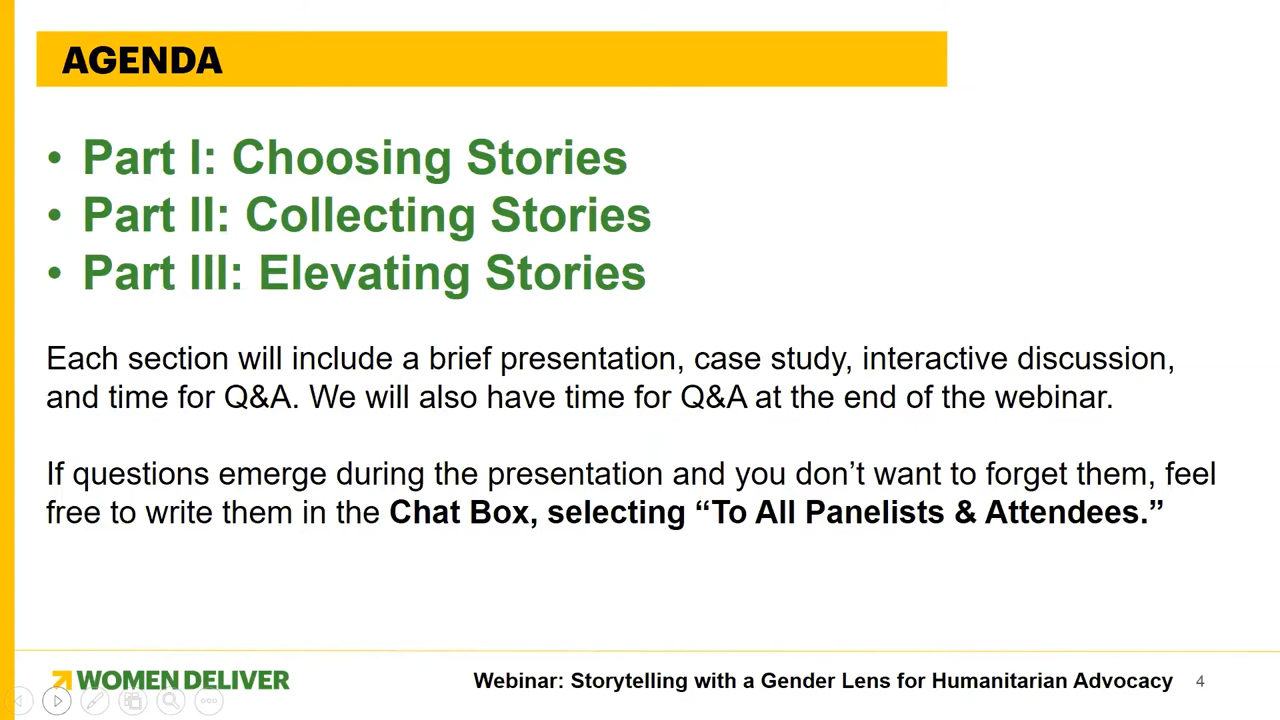 AGENDA
• Part I: Choosing Stories
• Part II: Collecting Stories
• Part III: Elevating Stories
Each section will include a brief presentation, case study, interactive discussion,
and time for Q&A. We will also have time for Q&A at the end of the webinar.
If questions emerge during the presentation and you don’t want to forget them, feel
free to write them in the Chat Box, selecting “To All Panelists & Attendees.”
WOMEN DELIVER
Webinar: Storytelling with a Gender Lens for Humanitarian Advocacy
4